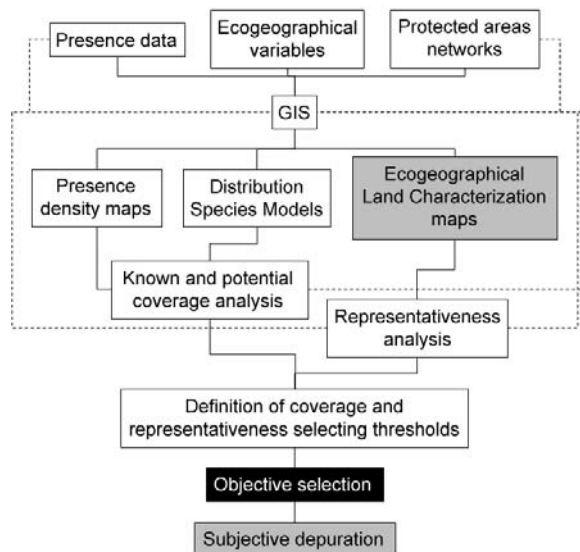 Presence data
Ecogeographical
variables
Protected areas
networks
GIS
Presence
density maps
Distribution
Species Models
Ecogeographical
Land Characterization
maps
Known and potential
coverage analysis
Representativeness
analysis
Definition of coverage and
representativeness selecting thresholds
Objective selection
Subjective depuration